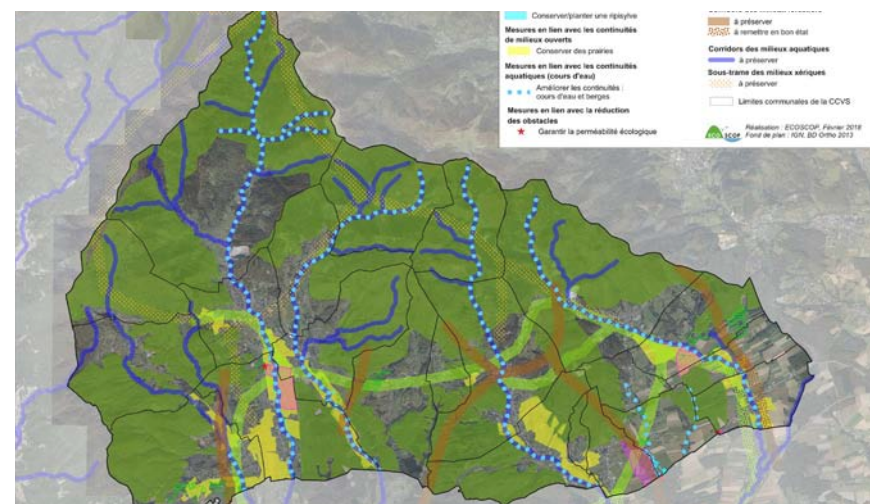 Conserver/planter une ripisylve
Mesures en lien avec les continuités
de milieux ouverts
Conserver des prairies
Mesures en lien avec les continuités
aquatiques (cours d'eau)
Améliorer les continuités :
cours d'eau et berges
Mesures en lien avec la réduction
des obstacles
Garantir la perméabilité écologique
à préserver
à remettre en bon état
Corridors des milieux aquatiques
à préserver
Sous-trame des milieux xériques
à préserver
Limites communales de la CCVS
Réalisation : ECOSCOP, Février 2018
Fond de plan : IGN, BD Ortho 2013